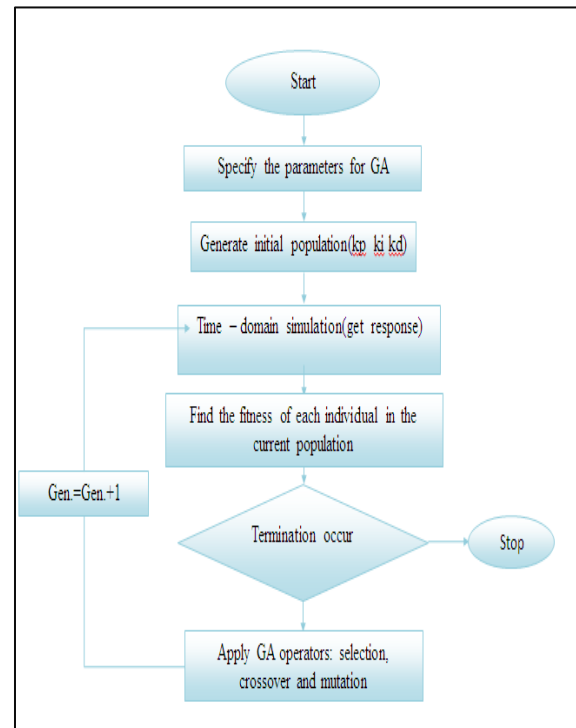 Start
Specify the parameters for GA
Generate initial population(kp ki kd)
Time – domain simulation(get response)
Find the fitness of each individual in the
current population
Gen.=Gen.+1
Termination occur
Stop
Apply GA operators: selection,
crossover and mutation